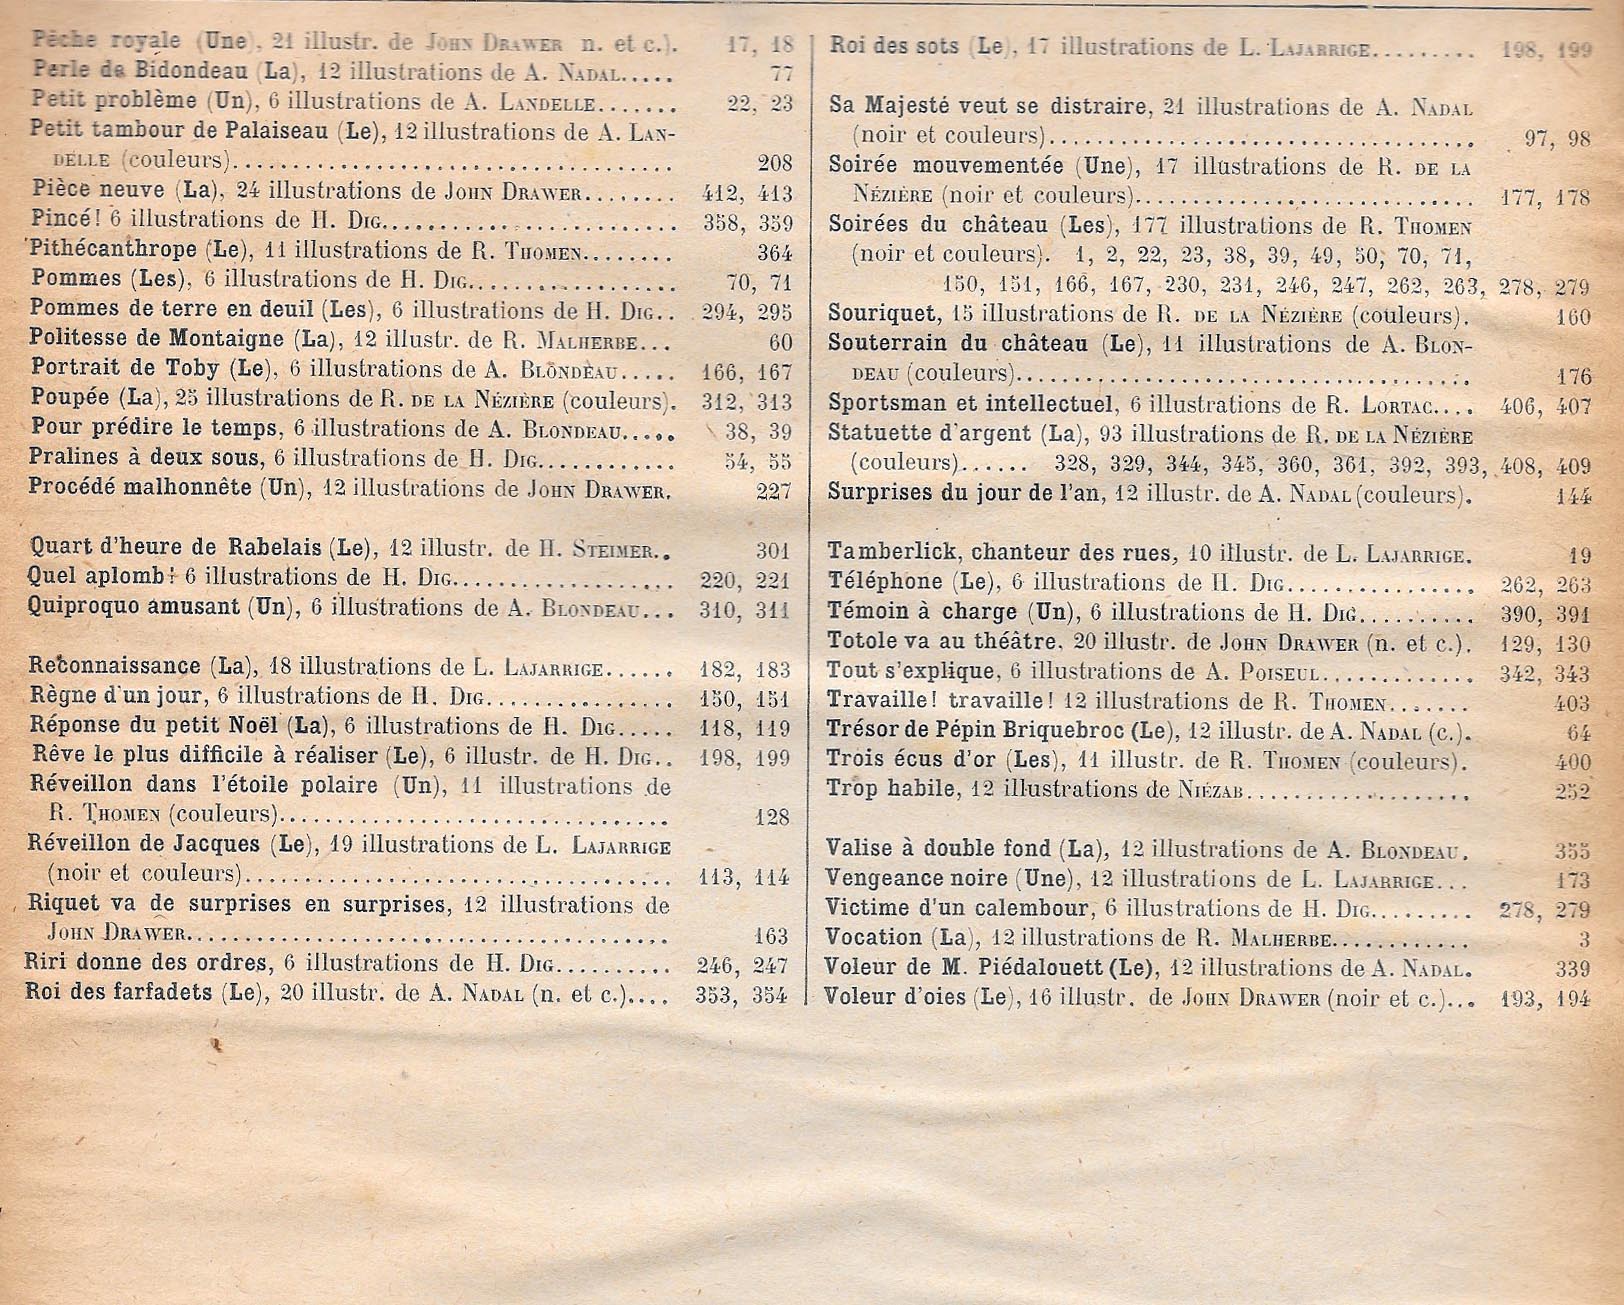 Pêche royale (Une), 21 illustr. de John Drawer n. et c.). 17, 18
Perle de Bidondeau (La), 12 illustrations de A. Nadal..... 77
Petit problème (Un), 6 illustrations de A. Landelle....... 22, 23
Petit tambour de Palaiseau (Le), 12 illustrations de A. Lan-
delle (couleurs)................................ 208
Pièce neuve (La), 24 illustrations de John Drawer........ 412, 413
Pincé! 6 illustrations de H. Dig........................ 358, 359
Pithécanthrope (Le), 11 illustrations de R. Thomen........ 364
Pommes (Les), 6 illustrations de H. Dig................. 70, 71
Pommes de terre en deuil (Les), 6 illustrations de H. Dig.. 294, 295
Politesse de Montaigne (La), 12 illustr. de R. Malherbe... 60
Portrait de Toby (Le), 6 illustrations de A. Blondeau..... 166, 167
Poupée (La), 25 illustrations de R. de la Nézière (couleurs). 312, 313
Pour prédire le temps, 6 illustrations de A. Blondeau..... 38, 39
Pralines à deux sous, 6 illustrations de H. Dig............ 54, 55
Procédé malhonnête (Un), 12 illustrations de John Drawer. 227
Quart d'heure de Rabelais (Le), 12 illustr. de H. Steimer.. 301
Quel aplomb! 6 illustrations de H. Dig................... 220, 221
Quiproquo amusant (Un), 6 illustrations de A. Blondeau... 310, 311
Reconnaissance (La), 18 illustrations de L. Lajarrige...... 182, 183
Règne d'un jour, 6 illustrations de H. Dig................ 150, 151
Réponse du petit Noël (La), 6 illustrations de H. Dig..... 118, 119
Rêve le plus difficile à réaliser (Le), 6 illustr. de H. Dig.. 198, 199
Réveillon dans l'étoile polaire (Un), 11 illustrations de
R. Thomen (couleurs)................................ 128
Réveillon de Jacques (Le), 19 illustrations de L. Lajarrige
(noir et couleurs)................................... 113, 114
Riquet va de surprises en surprises, 12 illustrations de
John Drawer........................................ 163
Riri donne des ordres, 6 illustrations de H. Dig.......... 246, 247
Roi des farfadets (Le), 20 illustr. de A. Nadal (n. et c.).... 353, 354
Roi des sots (Le), 17 illustrations de L. Lajarrige......... 198, 199
Sa Majesté veut se distraire, 21 illustrations de A. Nadal
(noir et couleurs)................................... 97, 98
Soirée mouvementée (Une), 17 illustrations de R. de la
Nézière (noir et couleurs)............................ 177, 178
Soirées du château (Les), 177 illustrations de R. Thomen
(noir et couleurs). 1, 2, 22, 23, 38, 39, 49, 50, 70, 71,
150, 151, 166, 167, 230, 231, 246, 247, 262, 263, 278, 279
Souriquet, 15 illustrations de R. de la Nézière (couleurs). 160
Souterrain du château (Le), 11 illustrations de A. Blon-
deau (couleurs)...................................... 176
Sportsman et intellectuel, 6 illustrations de R. Lortac.... 406, 407
Statuette d'argent (La), 93 illustrations de R. de la Nézière
(couleurs)...... 328, 329, 344, 345, 360, 361, 392, 393, 408, 409
Surprises du jour de l'an, 12 illustr. de A. Nadal (couleurs). 144
Tamberlick, chanteur des rues, 10 illustr. de L. Lajarrige. 19
Téléphone (Le), 6 illustrations de H. Dig................ 262, 263
Témoin à charge (Un), 6 illustrations de H. Dig.......... 390, 391
Totole va au théâtre, 20 illustr. de John Drawer (n. et c.). 129, 130
Tout s'explique, 6 illustrations de A. Poiseul............. 342, 343
Travaille! travaille! 12 illustrations de R. Thomen....... 403
Trésor de Pépin Briquebroc (Le), 12 illustr. de A. Nadal (c.). 64
Trois écus d'or (Les), 11 illustr. de R. Thomen (couleurs). 400
Trop habile, 12 illustrations de Niézab................... 252
Valise à double fond (La), 12 illustrations de A. Blondeau. 355
Vengeance noire (Une), 12 illustrations de L. Lajarrige... 173
Victime d'un calembour, 6 illustrations de H. Dig......... 278, 279
Vocation (La), 12 illustrations de R. Malherbe............ 3
Voleur de M. Piédalouett (Le), 12 illustrations de A. Nadal. 339
Voleur d'oies (Le), 16 illustr. de John Drawer (noir et c.)... 193, 194